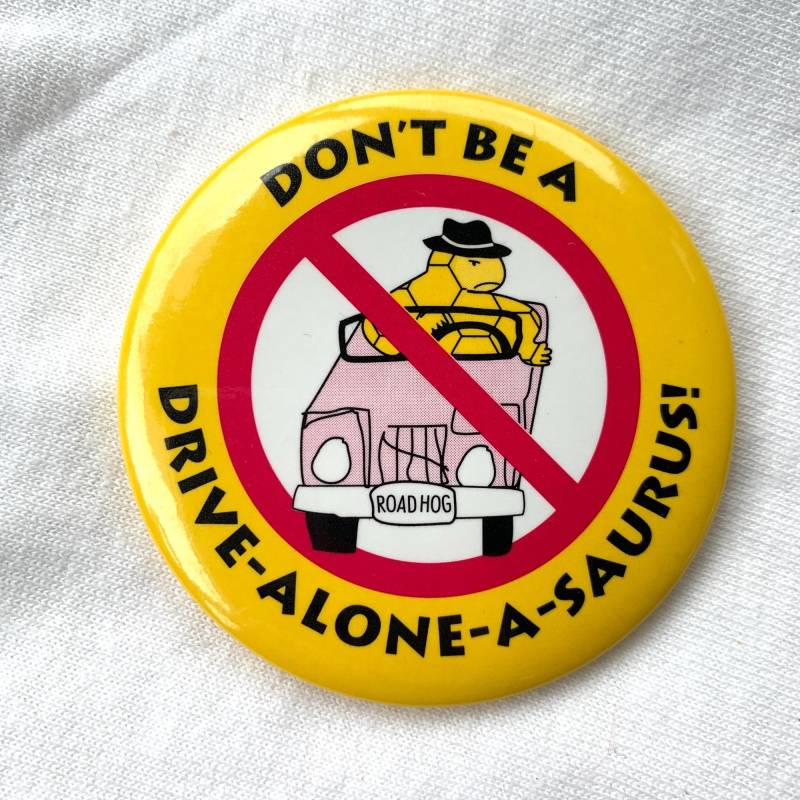 DON'T BE A
DRIVE-ALONE-A-SAURUS!
ROAD HOG